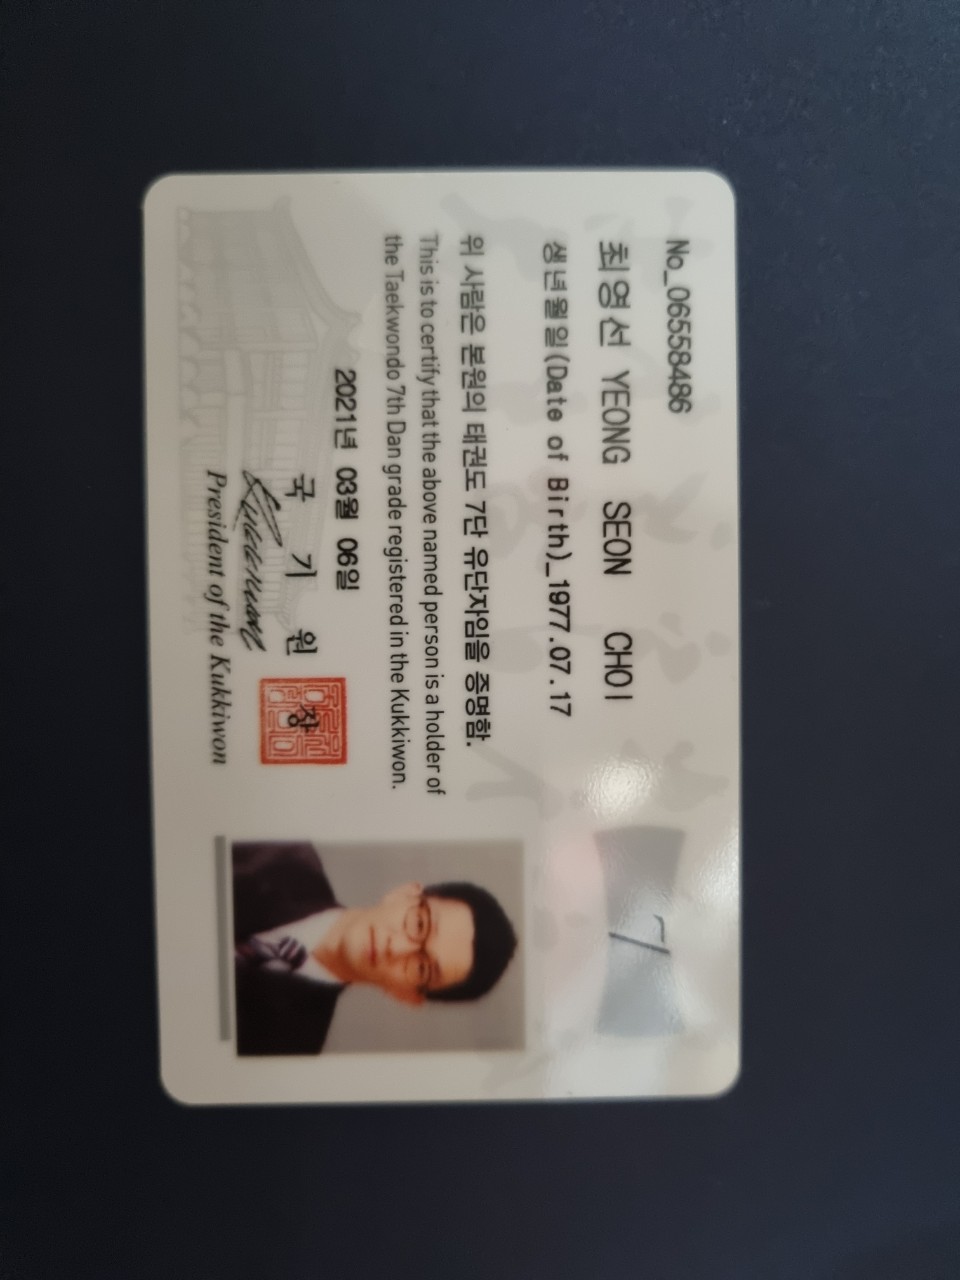 No_06558486
최영선 YEONG SEON CHOI
생년월일(Date of Birth)_1977.07.17
위 사람은 본원의 태권도 7단 유단자임을 증명함.
This is to certify that the above named person is a holder of
the Taekwondo 7th Dan grade registered in the Kukkiwon.
2021년 03월 06일
국 기 원 장
President of the Kukkiwon
7